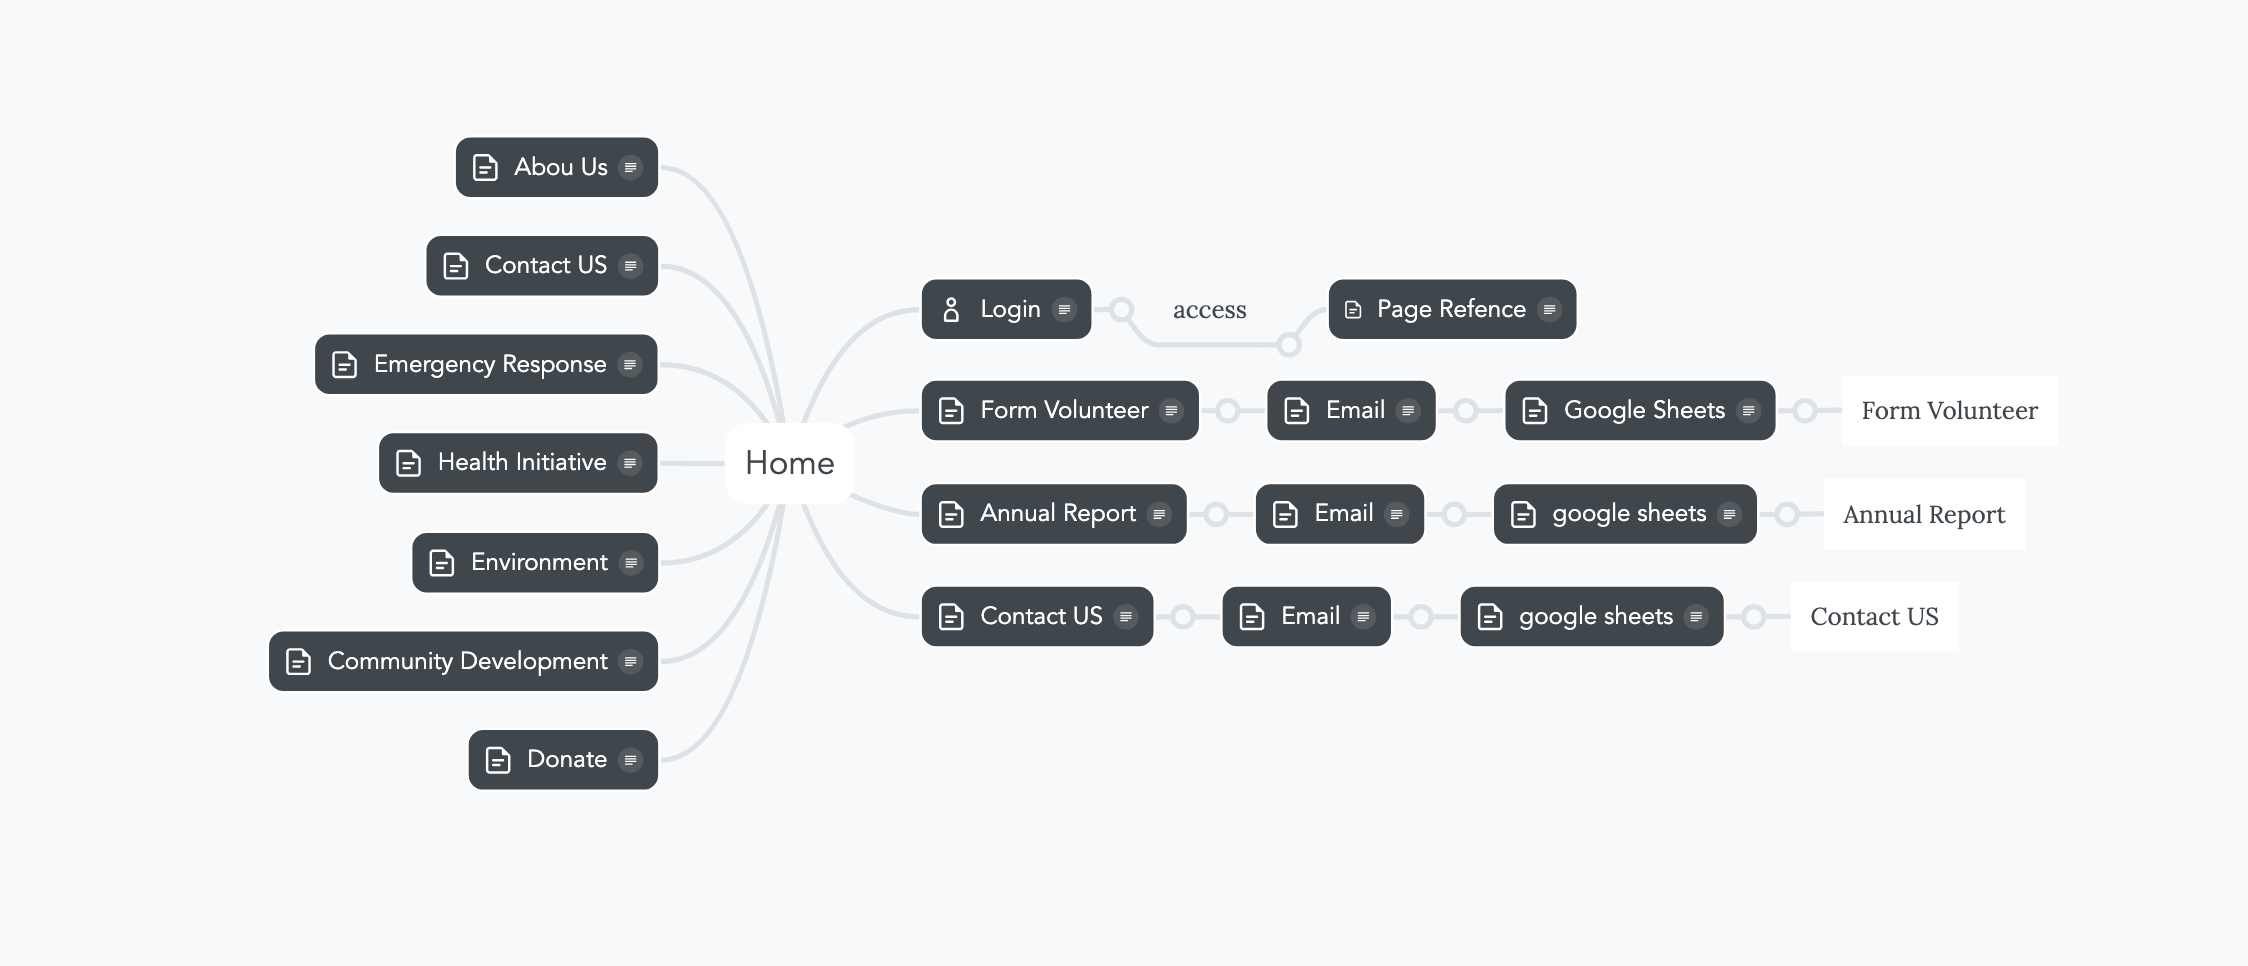 Abou Us
Contact US
Emergency Response
Health Initiative
Environment
Community Development
Donate
Home
Login
access
Page Refence
Form Volunteer
Email
Google Sheets
Form Volunteer
Annual Report
Email
google sheets
Annual Report
Contact US
Email
google sheets
Contact US